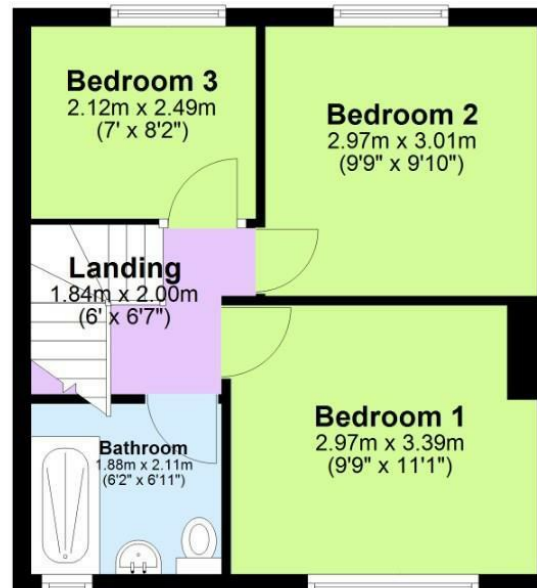 Bedroom 3
2.12m x 2.49m
(7' x 8'2")
Bedroom 2
2.97m x 3.01m
(9'9" x 9'10")
Landing
1.84m x 2.00m
(6' x 6'7")
Bedroom 1
2.97m x 3.39m
(9'9" x 11'1")
Bathroom
1.88m x 2.11m
(6'2" x 6'11")